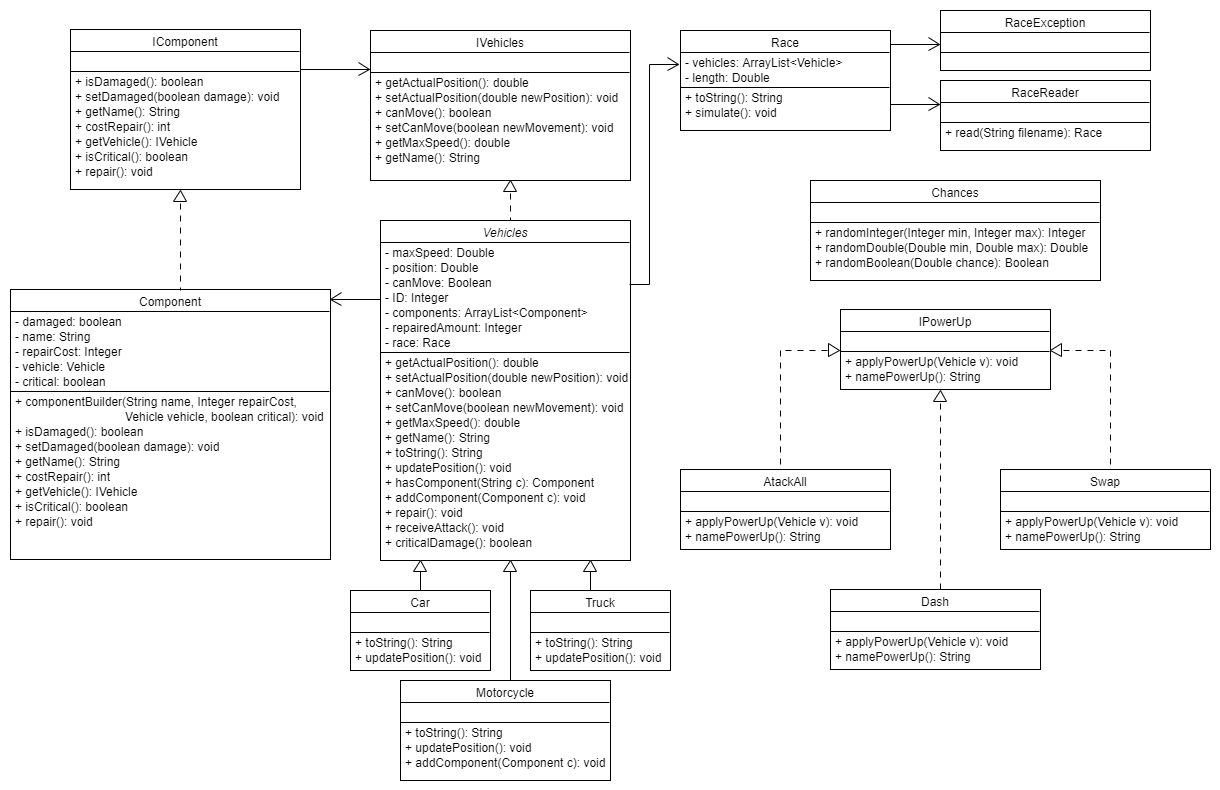 IComponent
+ isDamaged(): boolean
+ setDamaged(boolean damage): void
+ getName(): String
+ costRepair(): int
+ getVehicle(): IVehicle
+ isCritical(): boolean
+ repair(): void
IVehicles
+ getActualPosition(): double
+ setActualPosition(double newPosition): void
+ canMove(): boolean
+ setCanMove(boolean newMovement): void
+ getMaxSpeed(): double
+ getName(): String
Race
- vehicles: ArrayList<Vehicle>
- length: Double
+ toString(): String
+ simulate(): void
RaceException
RaceReader
+ read(String filename): Race
Chances
+ randomInteger(Integer min, Integer max): Integer
+ randomDouble(Double min, Double max): Double
+ randomBoolean(Double chance): Boolean
Component
- damaged: boolean
- name: String
- repairCost: Integer
- vehicle: Vehicle
- critical: boolean
+ componentBuilder(String name, Integer repairCost,
Vehicle vehicle, boolean critical): void
+ isDamaged(): boolean
+ setDamaged(boolean damage): void
+ getName(): String
+ costRepair(): int
+ getVehicle(): IVehicle
+ isCritical(): boolean
+ repair(): void
Vehicles
- maxSpeed: Double
- position: Double
- canMove: Boolean
- ID: Integer
- components: ArrayList<Component>
- repairedAmount: Integer
- race: Race
+ getActualPosition(): double
+ setActualPosition(double newPosition): void
+ canMove(): boolean
+ setCanMove(boolean newMovement): void
+ getMaxSpeed(): double
+ getName(): String
+ toString(): String
+ updatePosition(): void
+ hasComponent(String c): Component
+ addComponent(Component c): void
+ repair(): void
+ receiveAttack(): void
+ criticalDamage(): boolean
IPowerUp
+ applyPowerUp(Vehicle v): void
+ namePowerUp(): String
AtackAll
+ applyPowerUp(Vehicle v): void
+ namePowerUp(): String
Swap
+ applyPowerUp(Vehicle v): void
+ namePowerUp(): String
Car
+ toString(): String
+ updatePosition(): void
Truck
+ toString(): String
+ updatePosition(): void
Dash
+ applyPowerUp(Vehicle v): void
+ namePowerUp(): String
Motorcycle
+ toString(): String
+ updatePosition(): void
+ addComponent(Component c): void